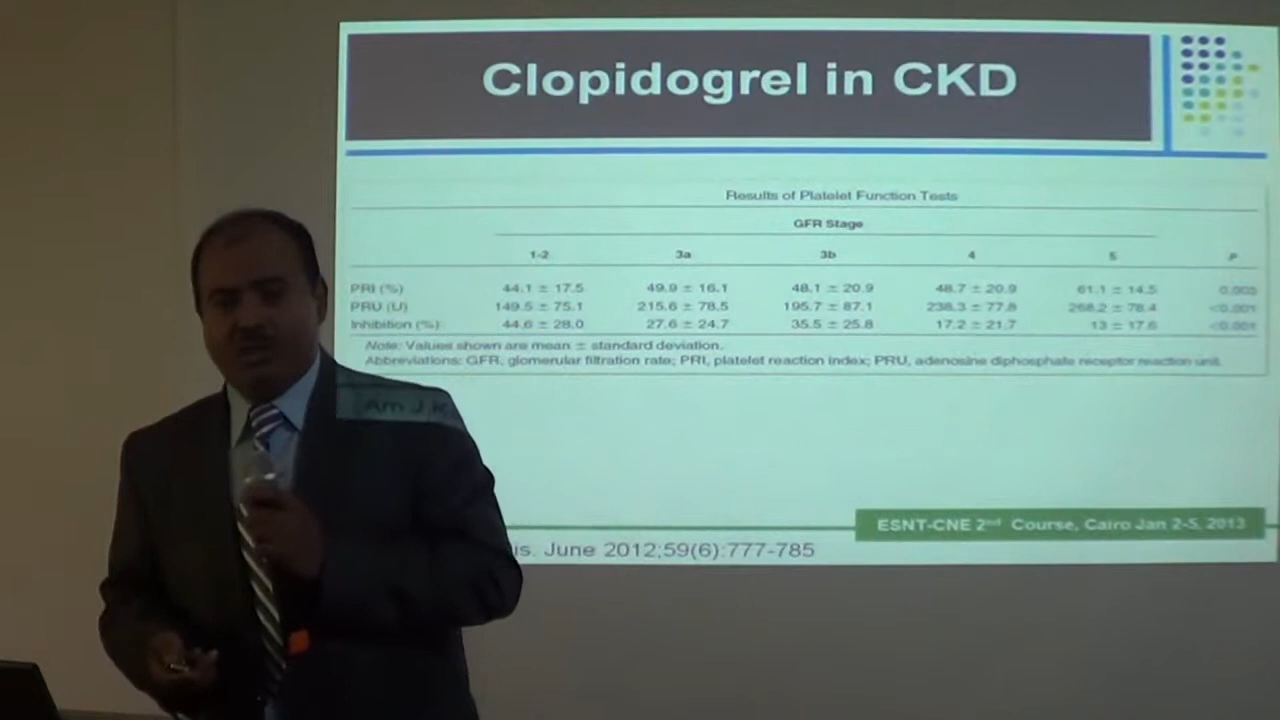 Clopidogrel in CKD
Results of Platelet Function Tests
GFR Stage
1-2 3a 3b 4 5 P
PRI (%) 44.1 ± 17.5 49.9 ± 16.1 48.1 ± 20.9 48.7 ± 20.9 61.1 ± 14.5 0.005
PRU (U) 149.5 ± 75.1 215.6 ± 78.5 195.7 ± 87.1 238.3 ± 77.8 268.2 ± 78.4 <0.001
Inhibition (%) 44.6 ± 28.0 27.6 ± 24.7 35.5 ± 25.8 17.2 ± 21.7 13 ± 17.6 <0.001
Note: Values shown are mean ± standard deviation.
Abbreviations: GFR, glomerular filtration rate; PRI, platelet reaction index; PRU, adenosine diphosphate receptor reaction unit.
Am J K
ESNT-CNE 2nd Course, Cairo Jan 2-5, 2013
is. June 2012;59(6):777-785